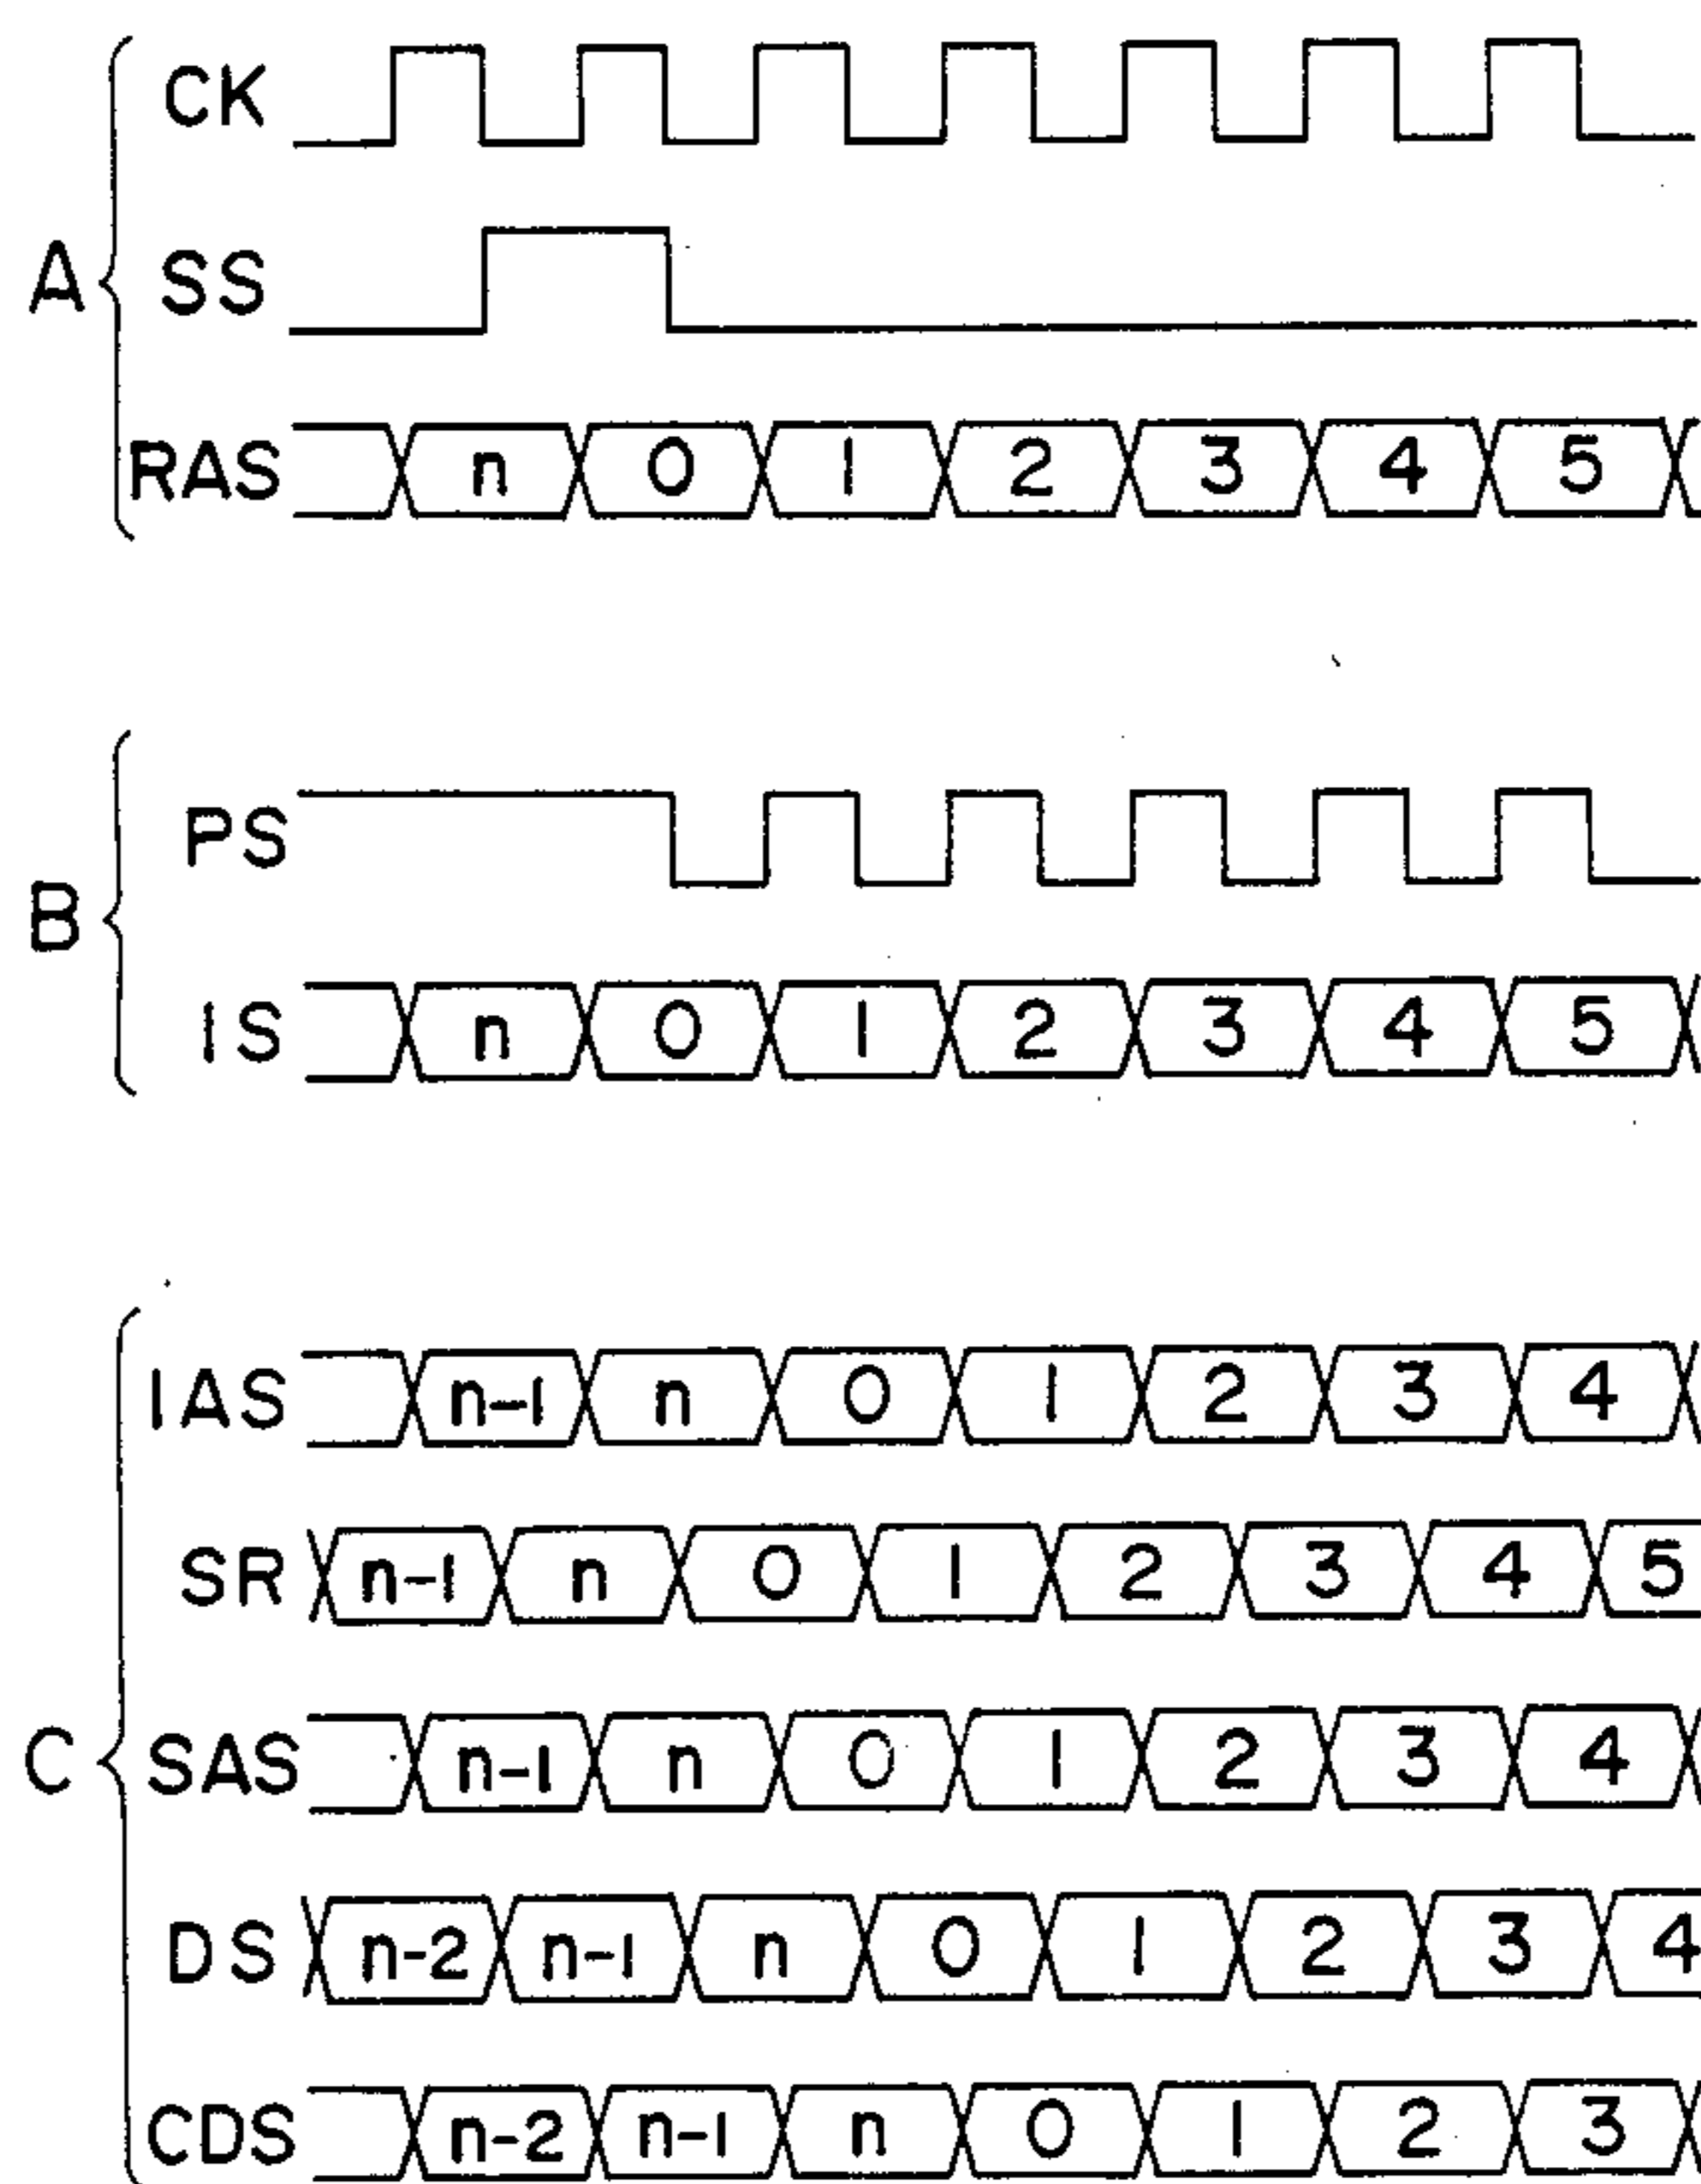 CK
A SS
RAS n 0 1 2 3 4 5
PS
B
IS n 0 1 2 3 4 5
IAS n-1 n 0 1 2 3 4
SR n-1 n 0 1 2 3 4 5
C SAS n-1 n 0 1 2 3 4
DS n-2 n-1 n 0 1 2 3 4
CDS n-2 n-1 n 0 1 2 3